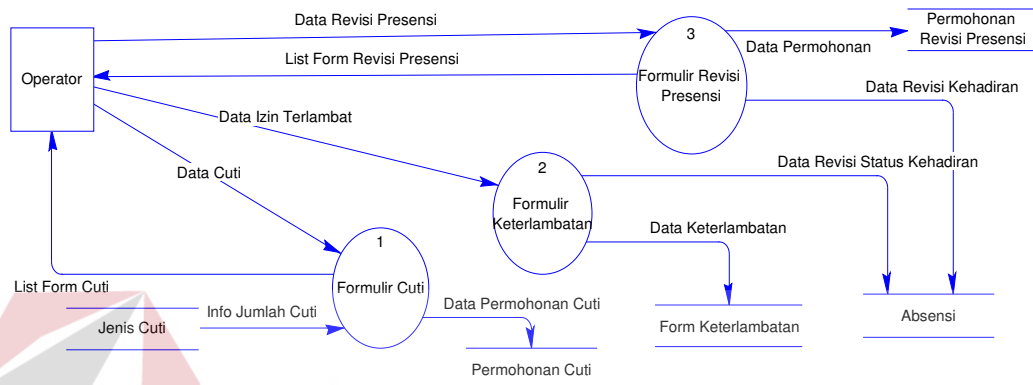 Data Revisi Presensi
Permohonan
Revisi Presensi
3
Data Permohonan
List Form Revisi Presensi
Operator
Formulir Revisi
Presensi
Data Revisi Kehadiran
Data Izin Terlambat
Data Cuti
2
Data Revisi Status Kehadiran
Formulir
Keterlambatan
Data Keterlambatan
1
List Form Cuti
Formulir Cuti
Info Jumlah Cuti
Data Permohonan Cuti
Jenis Cuti
Form Keterlambatan
Absensi
Permohonan Cuti